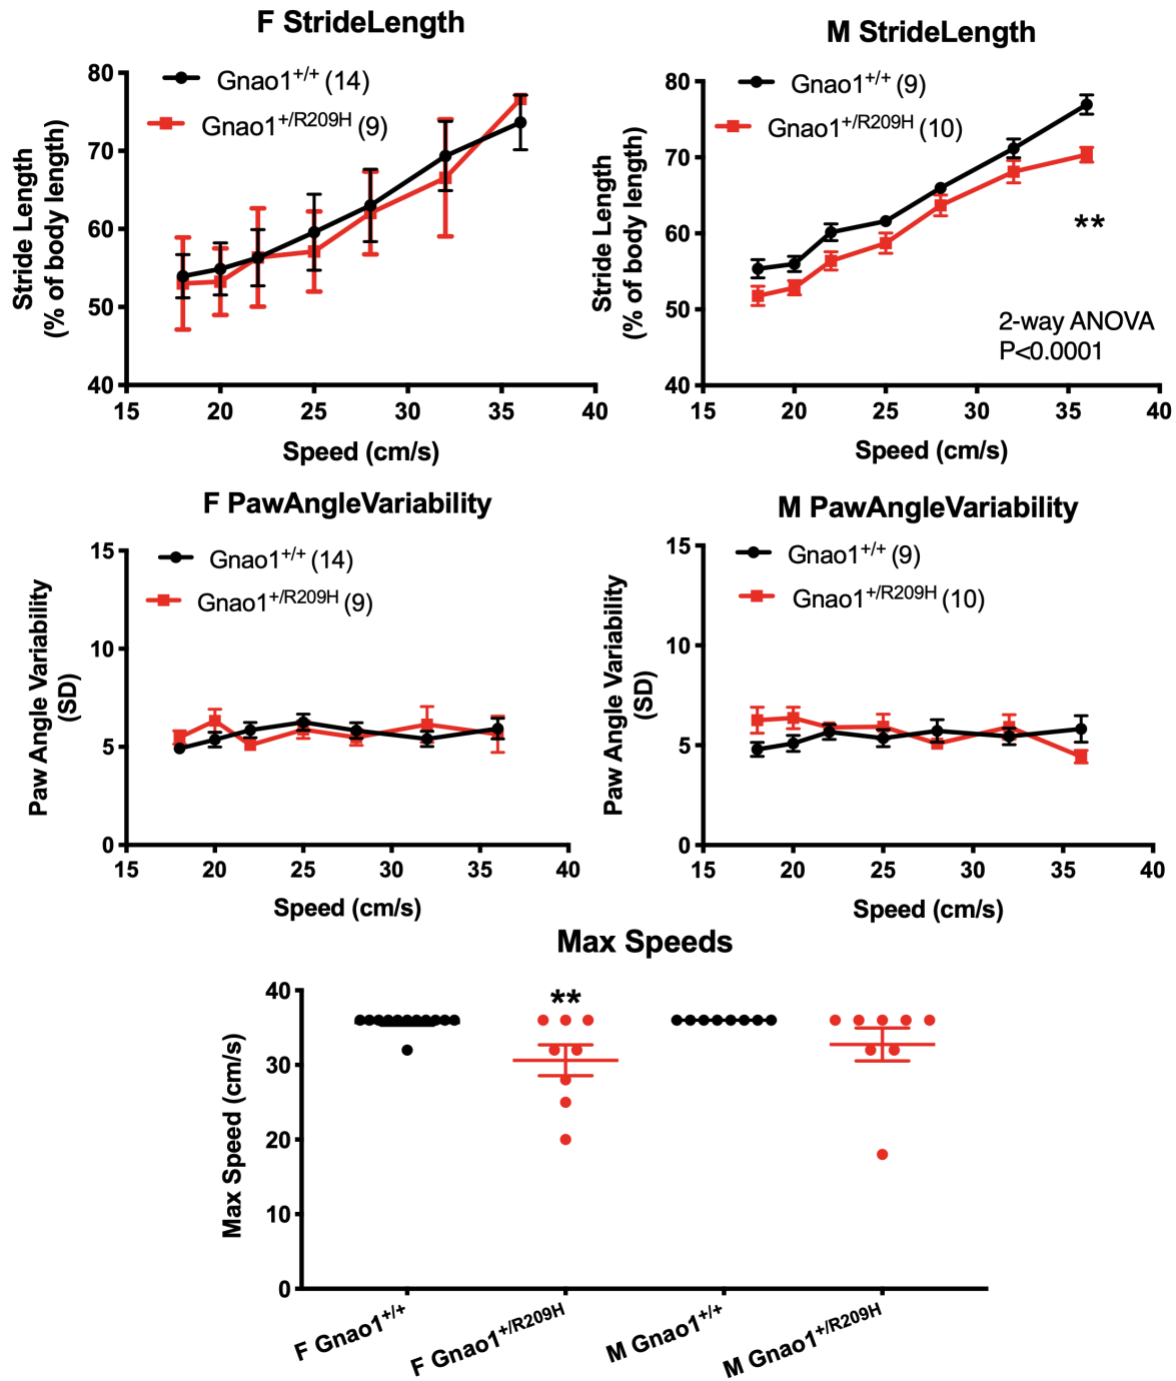 F StrideLength
Gnao1+/+ (14)
Gnao1+/R209H (9)
Stride Length
(% of body length)
80
70
60
50
40
15 20 25 30 35 40
Speed (cm/s)
M StrideLength
Gnao1+/+ (9)
Gnao1+/R209H (10)
Stride Length
(% of body length)
80
70
60
50
40
**
2-way ANOVA
P<0.0001
15 20 25 30 35 40
Speed (cm/s)
F PawAngleVariability
Gnao1+/+ (14)
Gnao1+/R209H (9)
Paw Angle Variability
(SD)
15
10
5
0
15 20 25 30 35 40
Speed (cm/s)
M PawAngleVariability
Gnao1+/+ (9)
Gnao1+/R209H (10)
Paw Angle Variability
(SD)
15
10
5
0
15 20 25 30 35 40
Speed (cm/s)
Max Speeds
Max Speed (cm/s)
40
30
20
10
0
**
F Gnao1+/+
F Gnao1+/R209H
M Gnao1+/+
M Gnao1+/R209H